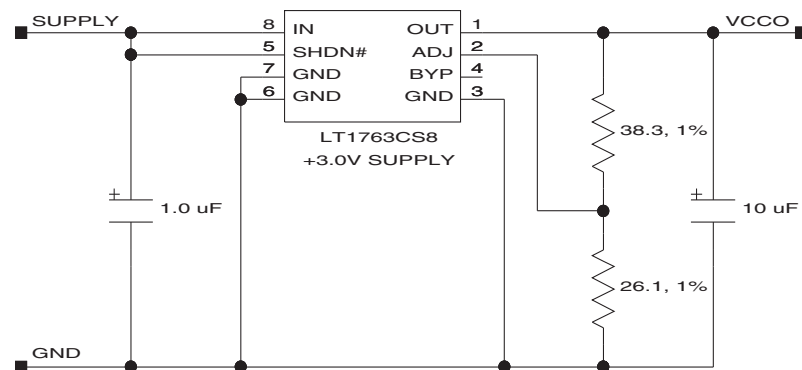 SUPPLY
8
IN
OUT
1
VCCO
5
SHDN#
ADJ
2
7
GND
BYP
4
6
GND
GND
3
LT1763CS8
+3.0V SUPPLY
38.3, 1%
+
1.0 uF
+
10 uF
26.1, 1%
GND